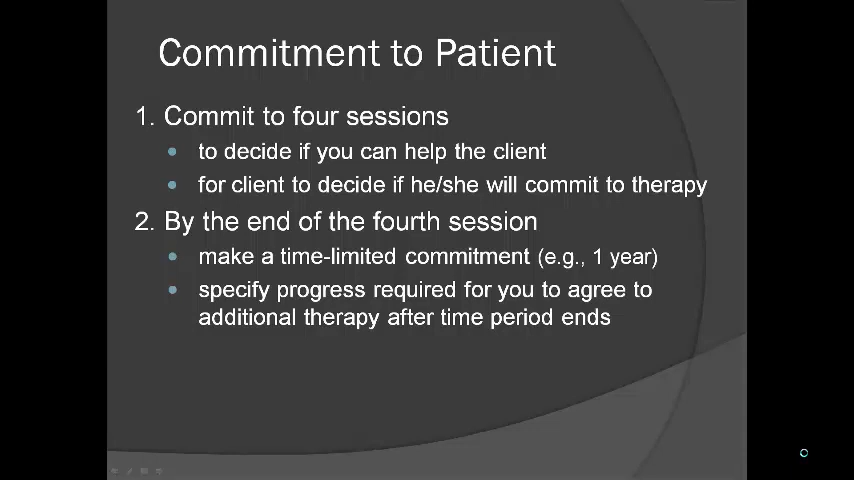 Commitment to Patient
1. Commit to four sessions
to decide if you can help the client
for client to decide if he/she will commit to therapy
2. By the end of the fourth session
make a time-limited commitment (e.g., 1 year)
specify progress required for you to agree to
additional therapy after time period ends